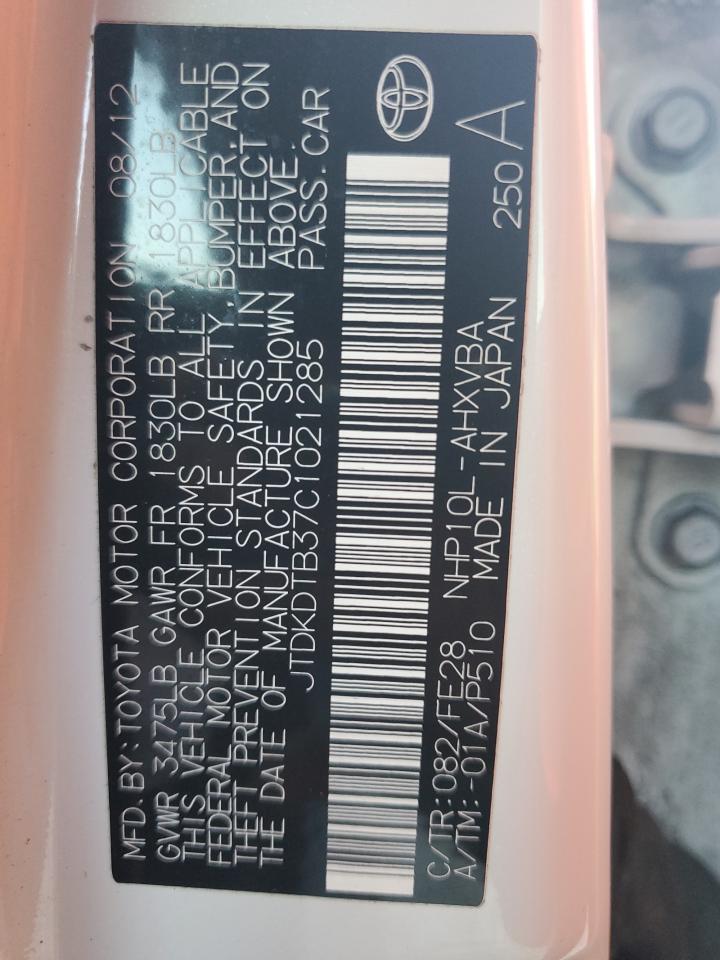 MFD. BY: TOYOTA MOTOR CORPORATION 08/12
GVWR 3475LB GAWR FR 1830LB RR 1830LB
THIS VEHICLE CONFORMS TO ALL APPLICABLE
FEDERAL MOTOR VEHICLE SAFETY, BUMPER, AND
THEFT PREVENTION STANDARDS IN EFFECT ON
THE DATE OF MANUFACTURE SHOWN ABOVE.
JTDKDTB37C1021285 PASS. CAR
C/TR: 082/FE28 NHP10L-AHXVBA 250 A
A/TM: -01A/P510 MADE IN JAPAN